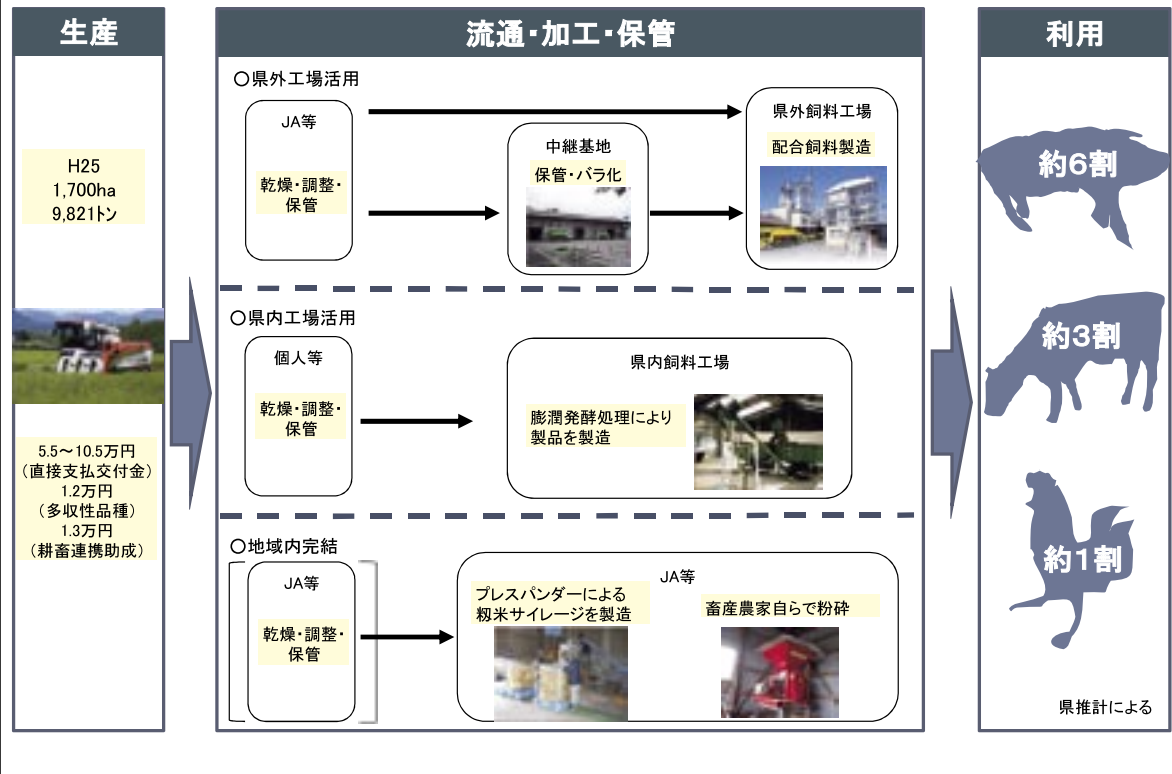 生産
H25
1,700ha
9,821トン
5.5～10.5万円
（直接支払交付金）
1.2万円
（多収性品種）
1.3万円
（耕畜連携助成）
流通・加工・保管
○県外工場活用
JA等
乾燥・調整・
保管
中継基地
保管・バラ化
県外飼料工場
配合飼料製造
○県内工場活用
個人等
乾燥・調整・
保管
県内飼料工場
膨潤発酵処理により
製品を製造
○地域内完結
JA等
乾燥・調整・
保管
JA等
プレスパンダーによる
籾米サイレージを製造
畜産農家自らで粉砕
利用
約6割
約3割
約1割
県推計による